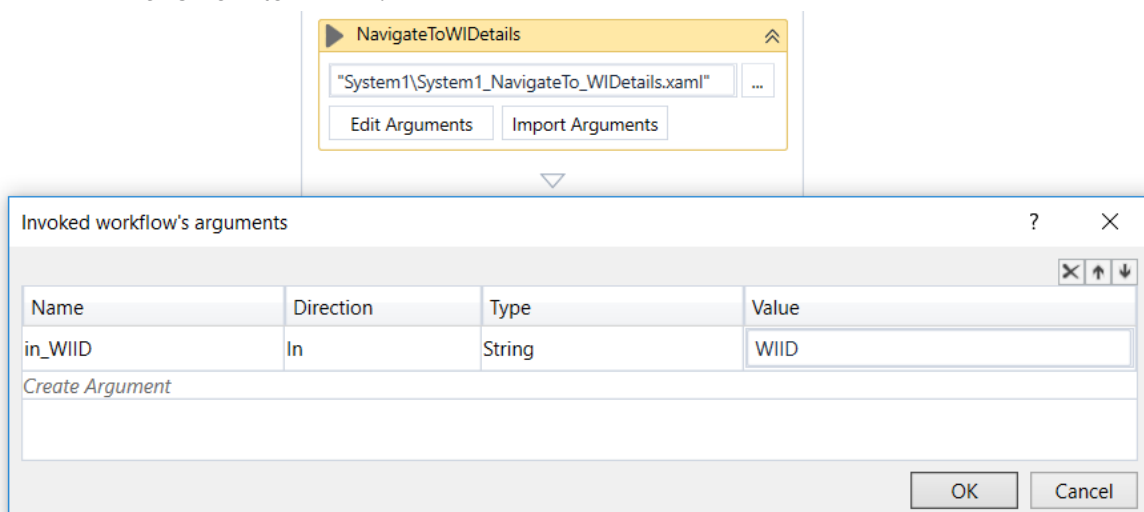 NavigateToWIDetails
"System1\System1_NavigateTo_WIDetails.xaml" ...
Edit Arguments Import Arguments
Invoked workflow's arguments ?
Name Direction Type Value
in_WIID In String WIID
Create Argument
OK Cancel